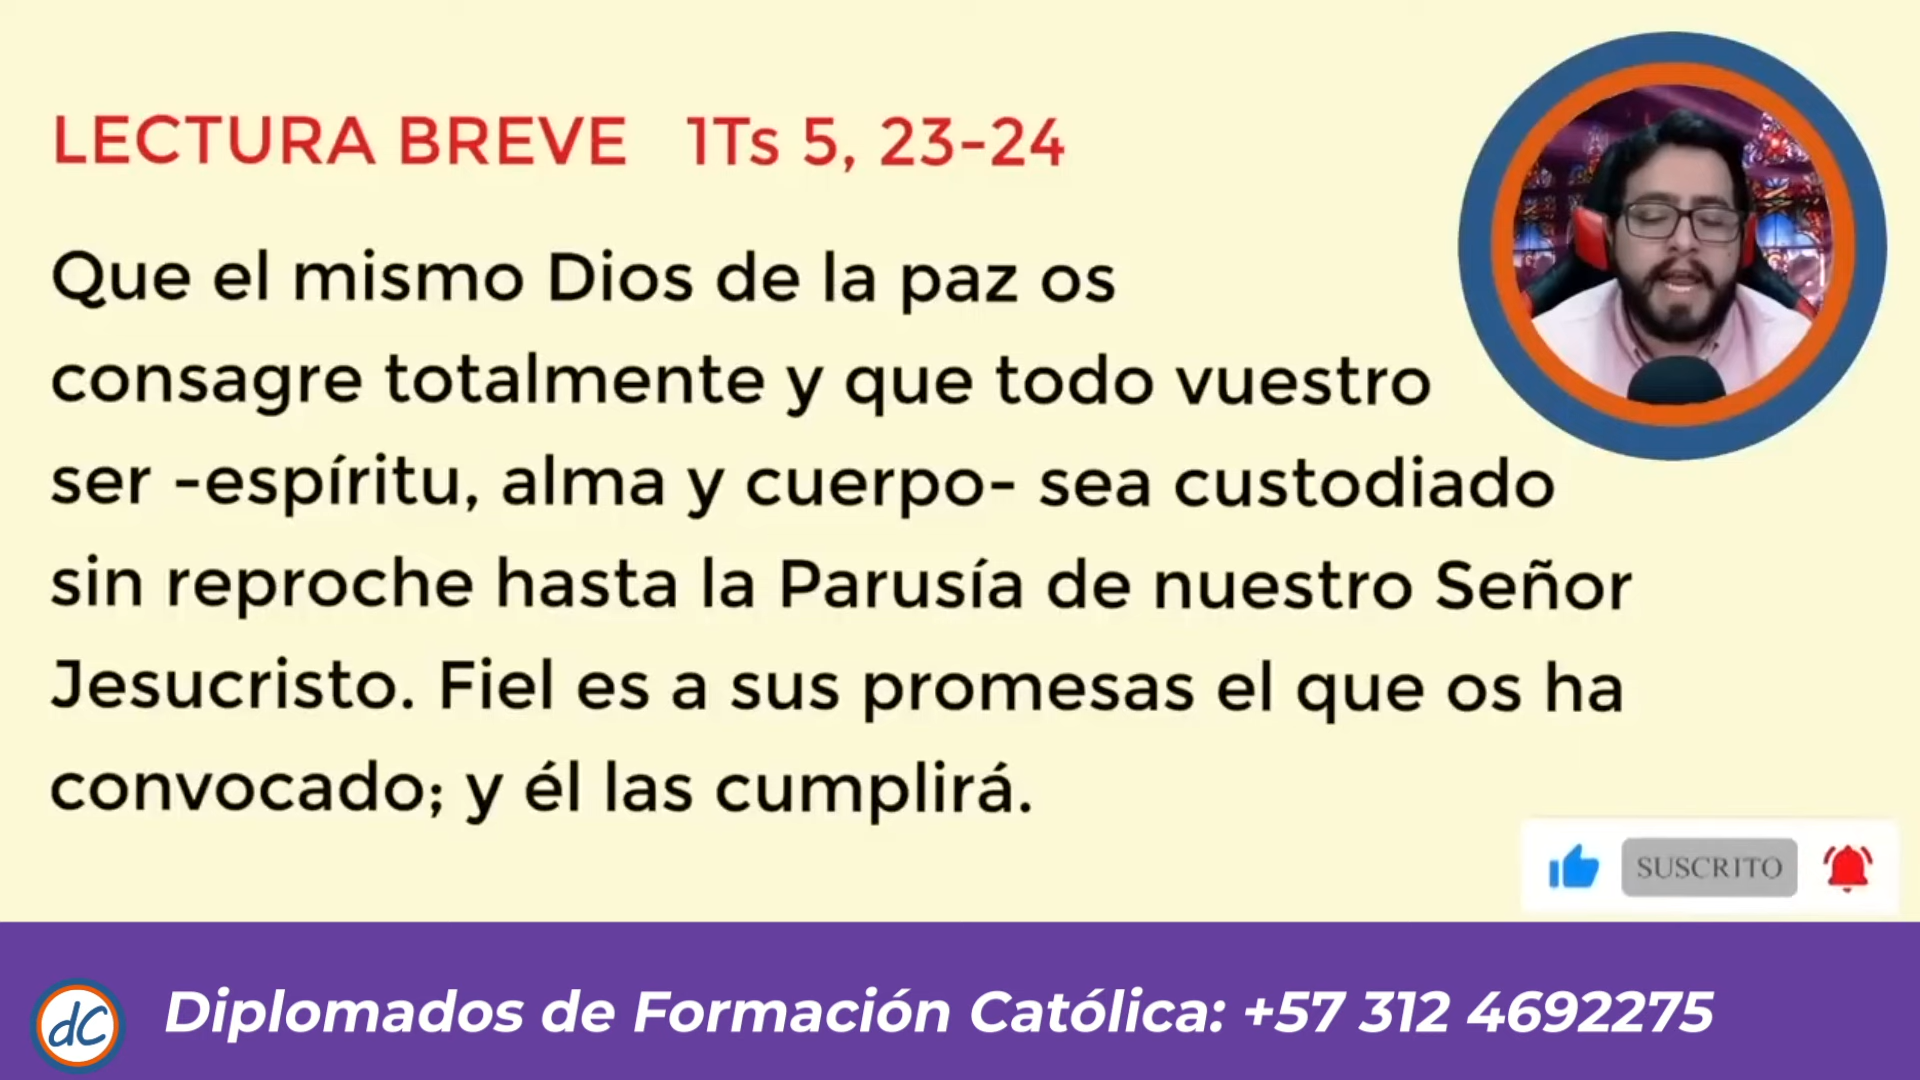 LECTURA BREVE 1Ts 5, 23-24
Que el mismo Dios de la paz os
consagre totalmente y que todo vuestro
ser -espíritu, alma y cuerpo- sea custodiado
sin reproche hasta la Parusía de nuestro Señor
Jesucristo. Fiel es a sus promesas el que os ha
convocado; y él las cumplirá.
SUSCRITO
dC
Diplomados de Formación Católica: +57 312 4692275